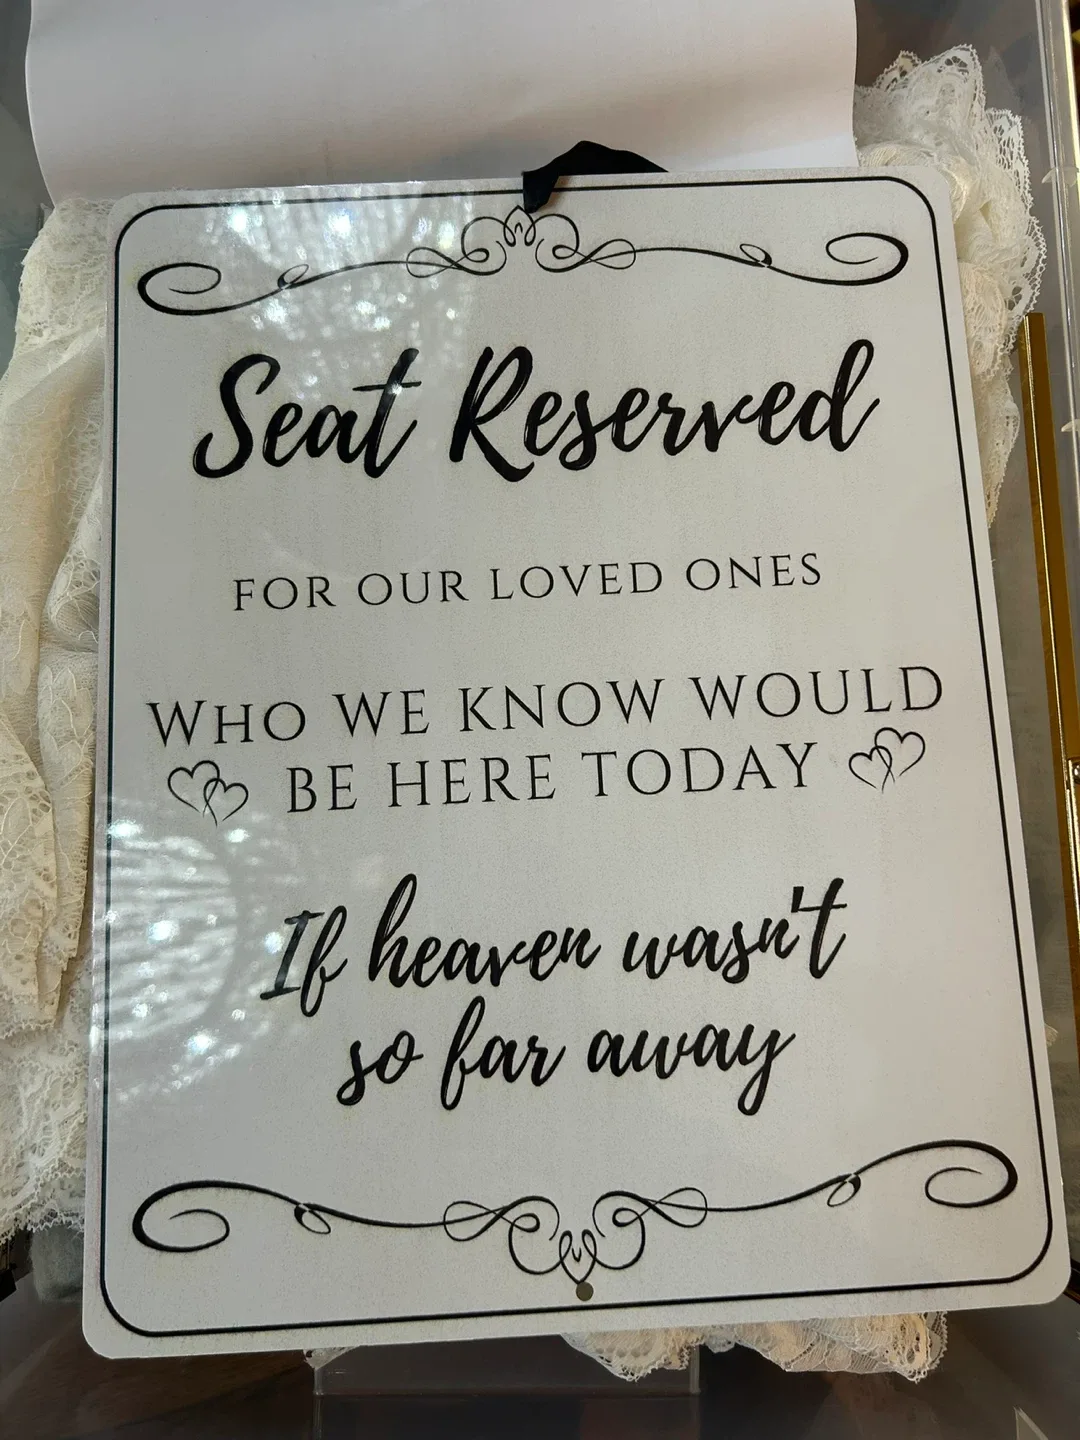 Seat Reserved
FOR OUR LOVED ONES
WHO WE KNOW WOULD
BE HERE TODAY
If heaven wasn't
so far away